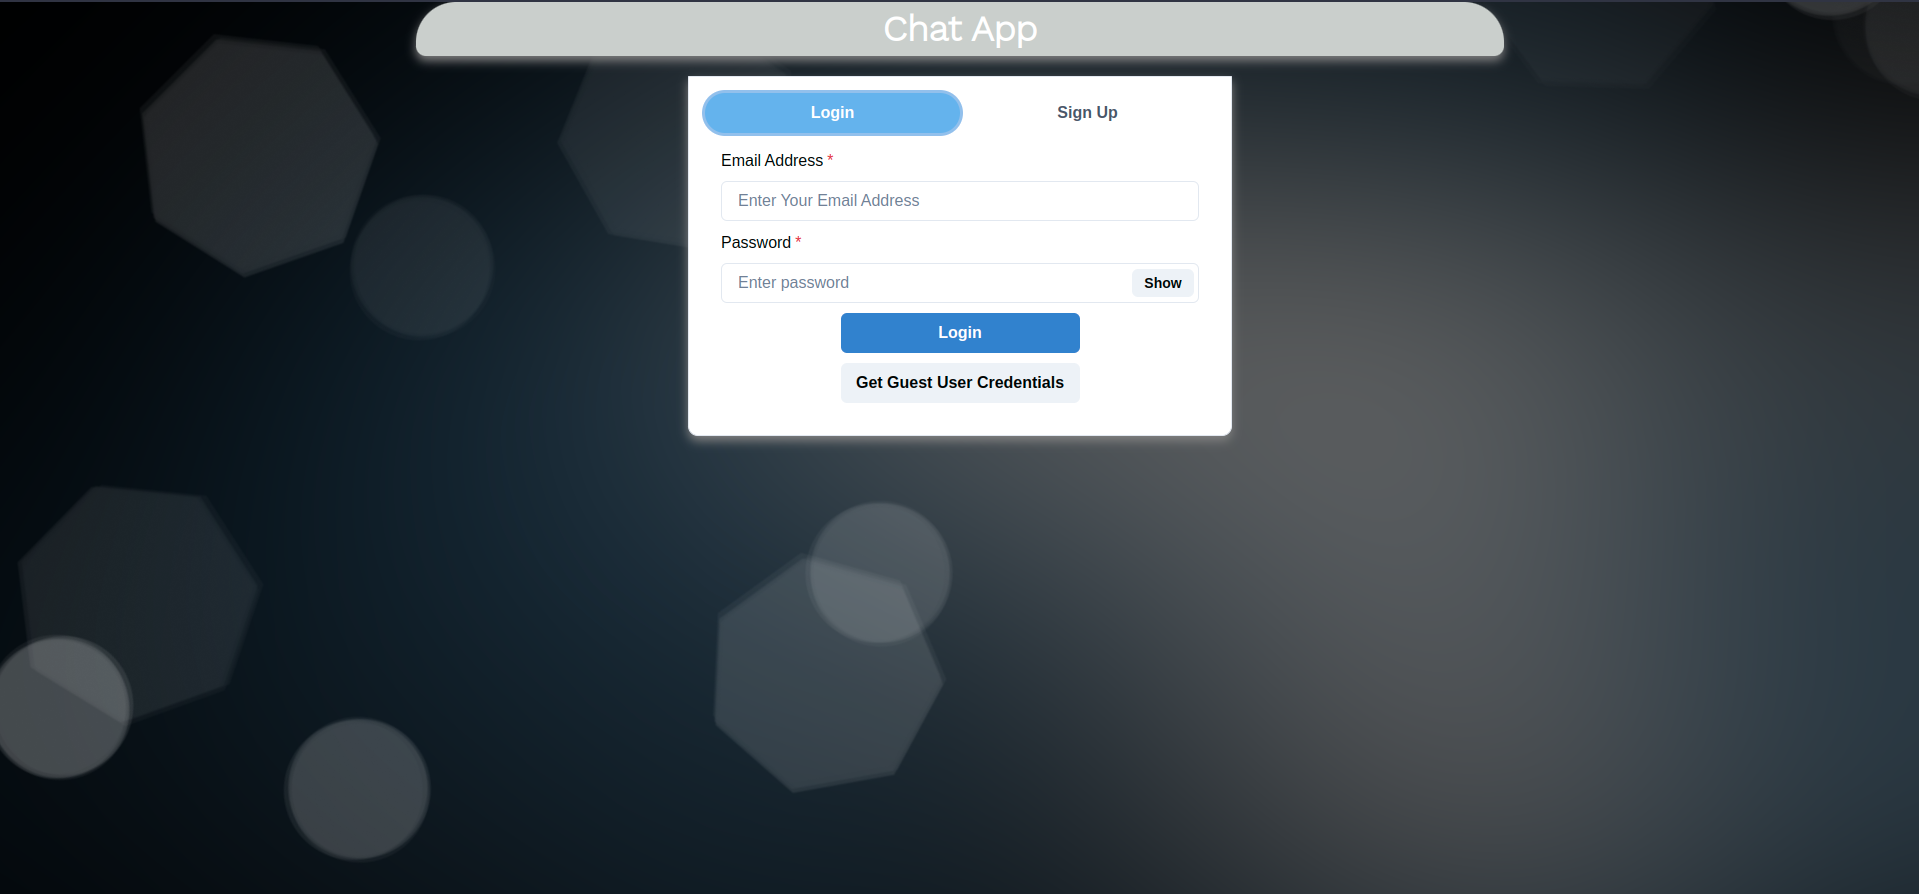 Chat App
Login Sign Up
Email Address *
Enter Your Email Address
Password *
Enter password Show
Login
Get Guest User Credentials